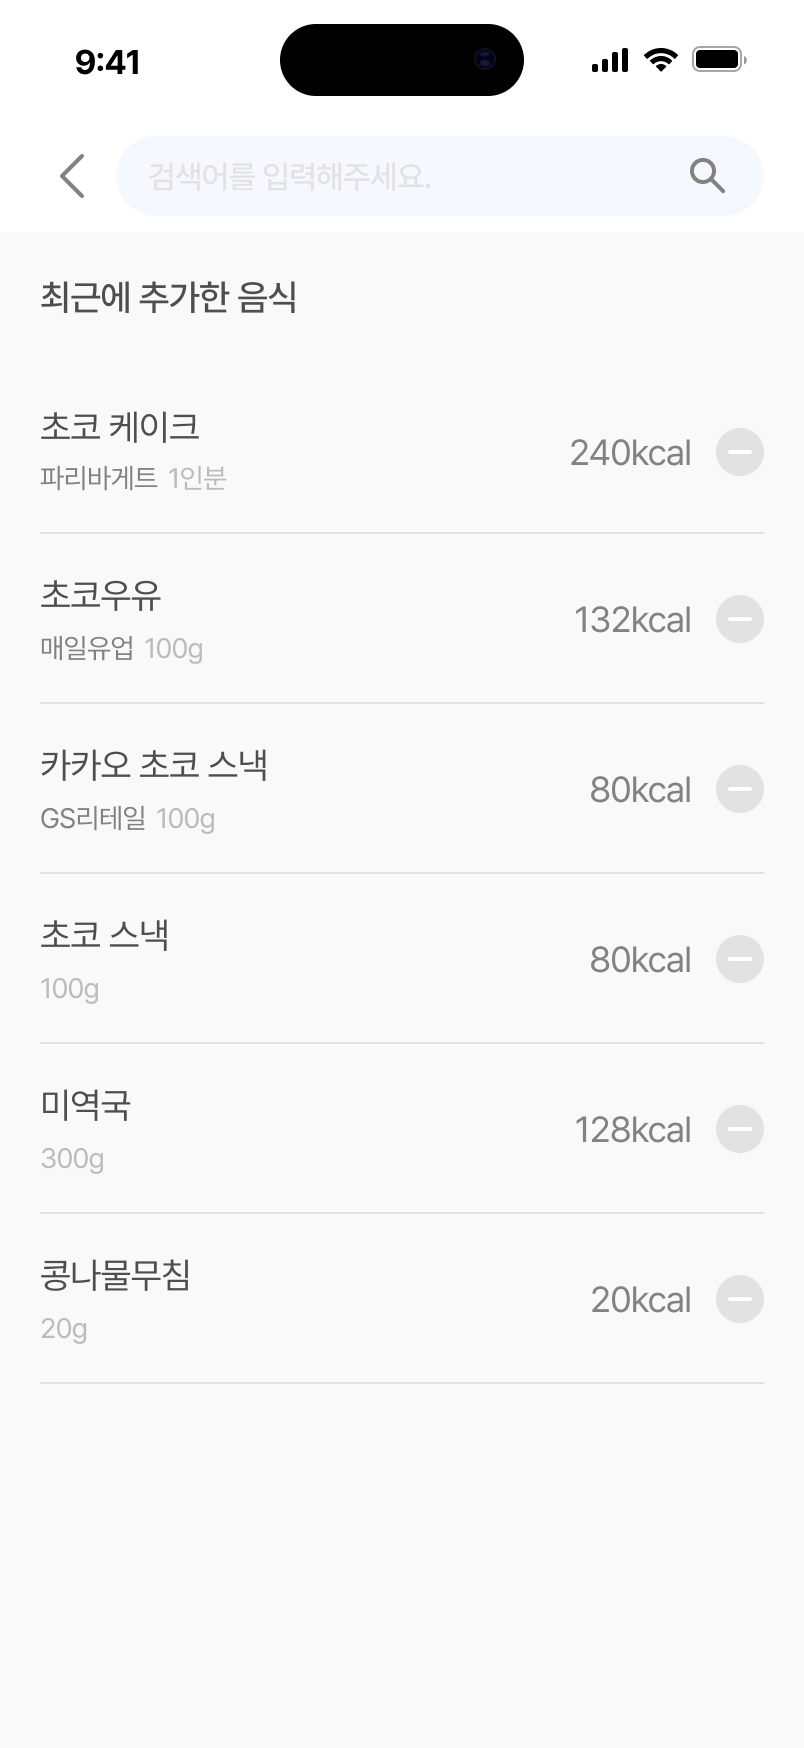 9:41
검색어를 입력해주세요.
최근에 추가한 음식
초코 케이크
파리바게트 1인분
240kcal
초코우유
매일유업 100g
132kcal
카카오 초코 스낵
GS리테일 100g
80kcal
초코 스낵
100g
80kcal
미역국
300g
128kcal
콩나물무침
20g
20kcal